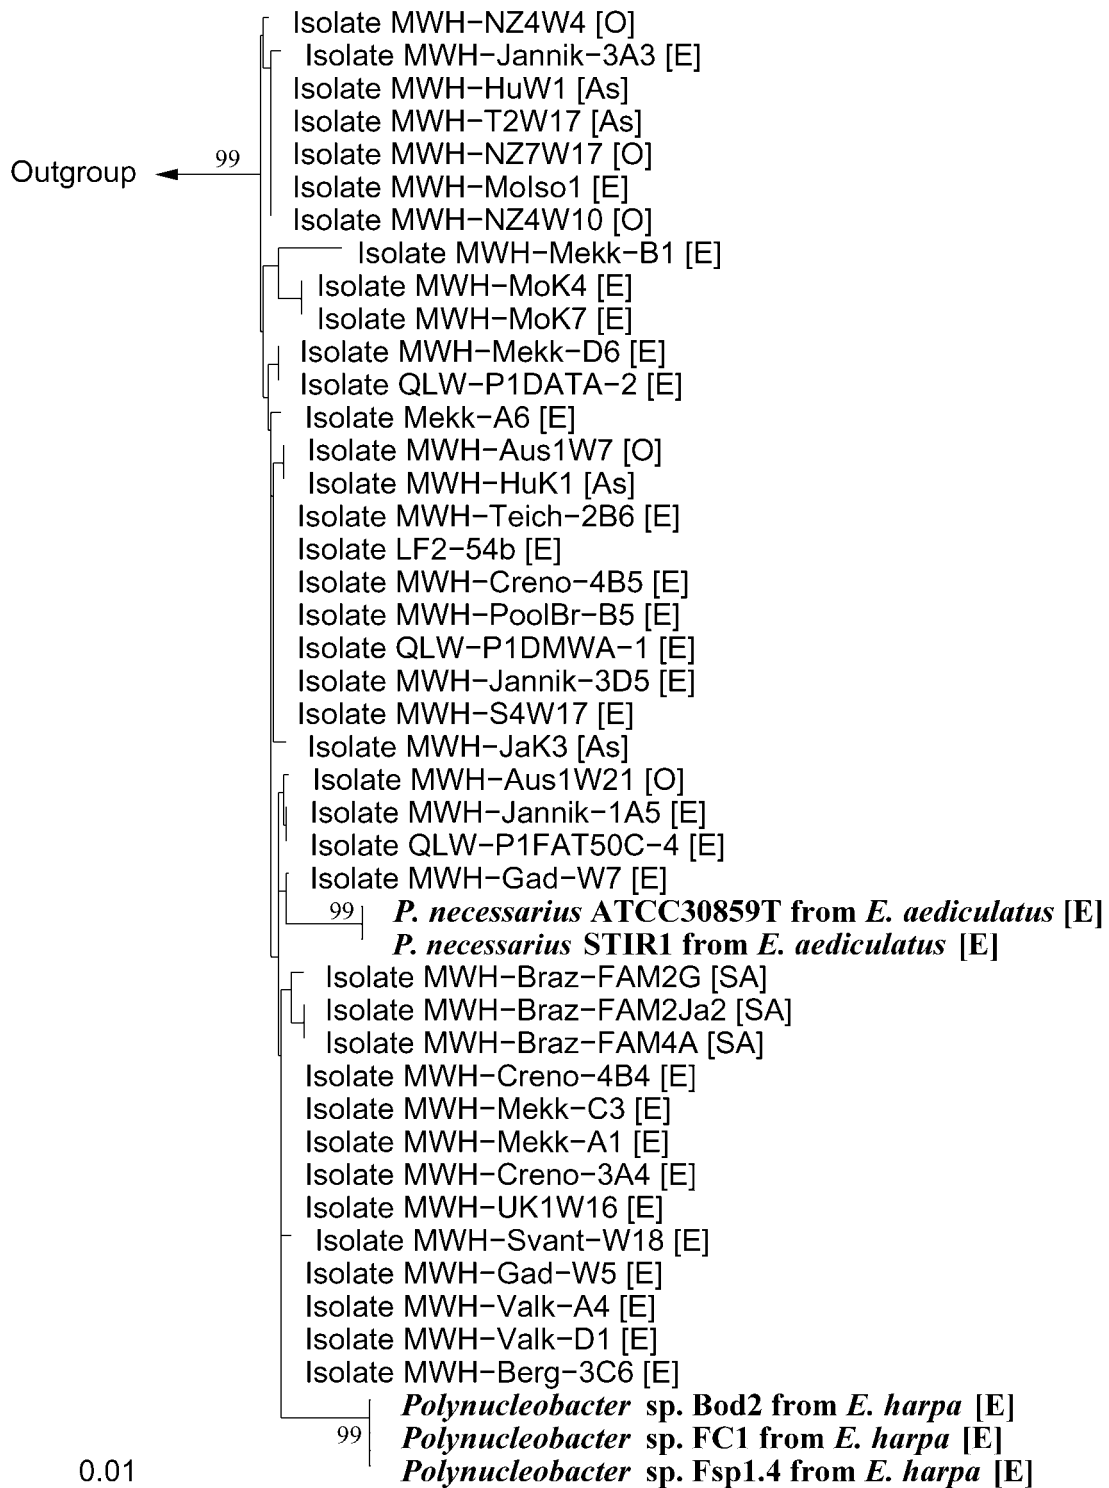 Isolate MWH−NZ4W4 [O]
Isolate MWH−Jannik−3A3 [E]
Isolate MWH−HuW1 [As]
Isolate MWH−T2W17 [As]
99
Isolate MWH−NZ7W17 [O]
Outgroup
Isolate MWH−MoIso1 [E]
Isolate MWH−NZ4W10 [O]
Isolate MWH−Mekk−B1 [E]
Isolate MWH−MoK4 [E]
Isolate MWH−MoK7 [E]
Isolate MWH−Mekk−D6 [E]
Isolate QLW−P1DATA−2 [E]
Isolate Mekk−A6 [E]
Isolate MWH−Aus1W7 [O]
Isolate MWH−HuK1 [As]
Isolate MWH−Teich−2B6 [E]
Isolate LF2−54b [E]
Isolate MWH−Creno−4B5 [E]
Isolate MWH−PoolBr−B5 [E]
Isolate QLW−P1DMWA−1 [E]
Isolate MWH−Jannik−3D5 [E]
Isolate MWH−S4W17 [E]
Isolate MWH−JaK3 [As]
Isolate MWH−Aus1W21 [O]
Isolate MWH−Jannik−1A5 [E]
Isolate QLW−P1FAT50C−4 [E]
Isolate MWH−Gad−W7 [E]
99
P. necessarius ATCC30859T from E. aediculatus [E]
P. necessarius STIR1 from E. aediculatus [E]
Isolate MWH−Braz−FAM2G [SA]
Isolate MWH−Braz−FAM2Ja2 [SA]
Isolate MWH−Braz−FAM4A [SA]
Isolate MWH−Creno−4B4 [E]
Isolate MWH−Mekk−C3 [E]
Isolate MWH−Mekk−A1 [E]
Isolate MWH−Creno−3A4 [E]
Isolate MWH−UK1W16 [E]
Isolate MWH−Svant−W18 [E]
Isolate MWH−Gad−W5 [E]
Isolate MWH−Valk−A4 [E]
Isolate MWH−Valk−D1 [E]
Isolate MWH−Berg−3C6 [E]
Polynucleobacter sp. Bod2 from E. harpa [E]
99
Polynucleobacter sp. FC1 from E. harpa [E]
0.01
Polynucleobacter sp. Fsp1.4 from E. harpa [E]